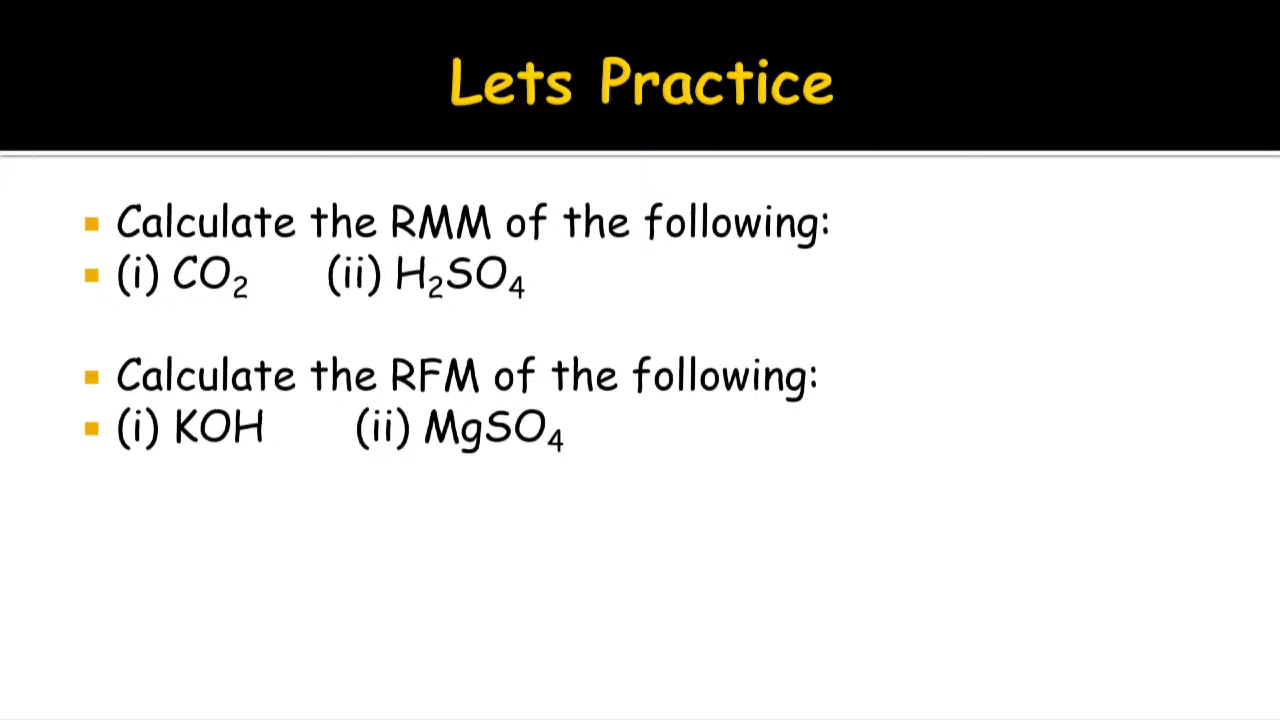 Lets Practice
▪ Calculate the RMM of the following:
▪ (i) CO₂ (ii) H₂SO₄
▪ Calculate the RFM of the following:
▪ (i) KOH (ii) MgSO₄